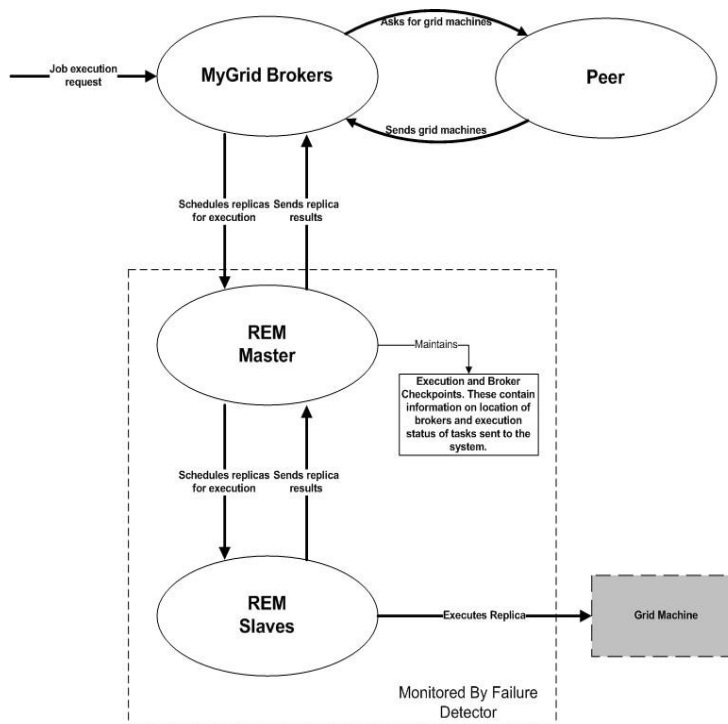 Asks for grid machines
Job execution
request
MyGrid Brokers
Peer
Sends grid machines
Schedules replicas
for execution
Sends replica
results
REM
Master
Maintains
Execution and Broker
Checkpoints. These contain
information on location of
brokers and execution
status of tasks sent to the
system.
Schedules replicas
for execution
Sends replica
results
REM
Slaves
Executes Replica
Grid Machine
Monitored By Failure
Detector